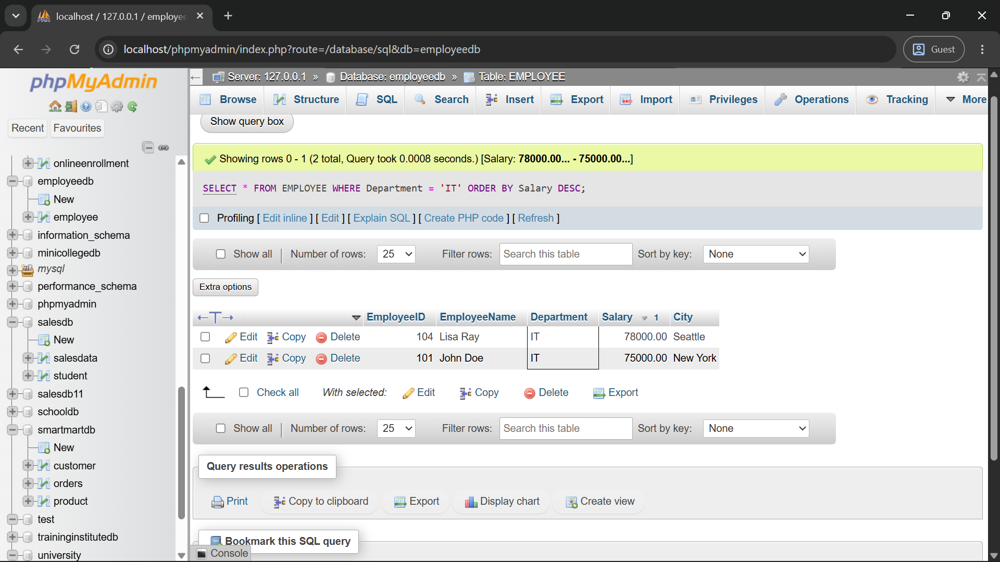 localhost / 127.0.0.1 / employee
localhost/phpmyadmin/index.php?route=/database/sql&db=employeedb
Guest
phpMyAdmin
Recent
Favourites
onlineenrollment
employeedb
New
employee
information_schema
minicollegedb
mysql
performance_schema
phpmyadmin
salesdb
New
salesdata
student
salesdb11
schooldb
smartmartdb
New
customer
orders
product
test
traininginstitutedb
university
Server: 127.0.0.1 » Database: employeedb » Table: EMPLOYEE
Browse Structure SQL Search Insert Export Import Privileges Operations Tracking More
Show query box
Showing rows 0 - 1 (2 total, Query took 0.0008 seconds.) [Salary: 78000.00... - 75000.00...]
SELECT * FROM EMPLOYEE WHERE Department = 'IT' ORDER BY Salary DESC;
Profiling [ Edit inline ] [ Edit ] [ Explain SQL ] [ Create PHP code ] [ Refresh ]
Show all Number of rows: 25 Filter rows: Search this table Sort by key: None
Extra options
EmployeeID EmployeeName Department Salary 1 City
Edit Copy Delete 104 Lisa Ray IT 78000.00 Seattle
Edit Copy Delete 101 John Doe IT 75000.00 New York
Check all With selected: Edit Copy Delete Export
Show all Number of rows: 25 Filter rows: Search this table Sort by key: None
Query results operations
Print Copy to clipboard Export Display chart Create view
Bookmark this SQL query
Console